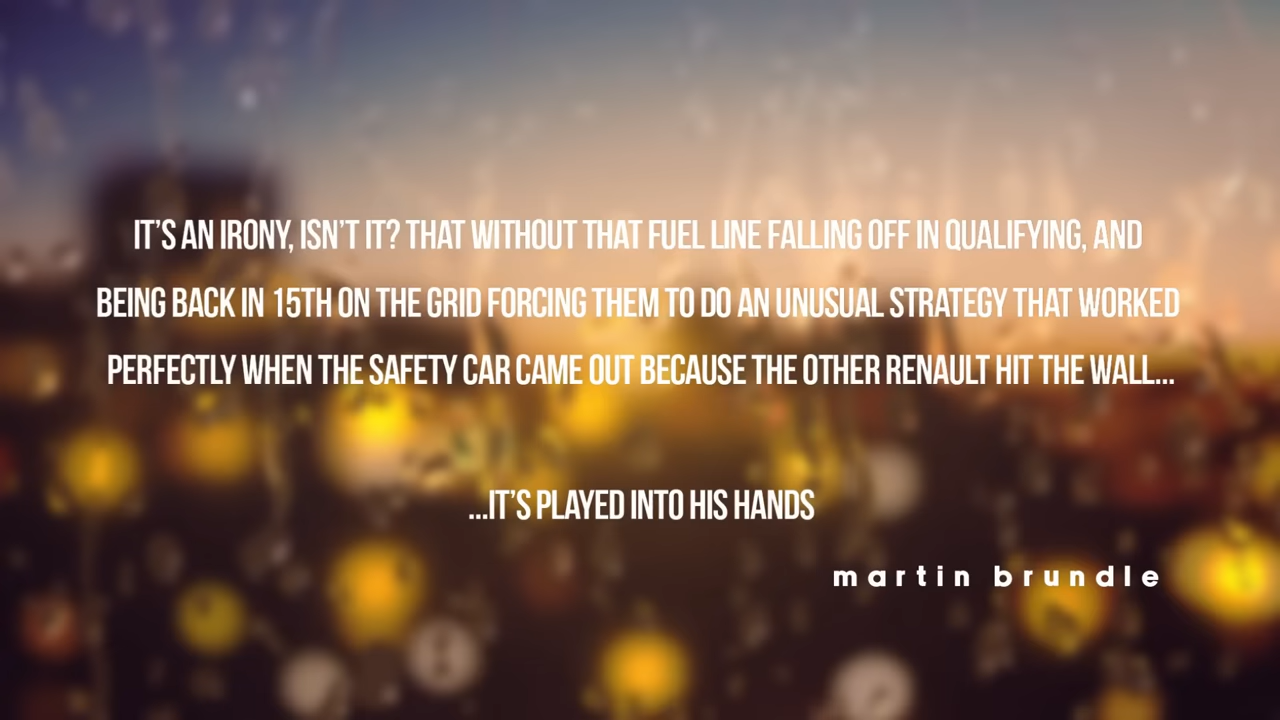 IT'S AN IRONY, ISN'T IT? THAT WITHOUT THAT FUEL LINE FALLING OFF IN QUALIFYING, AND
BEING BACK IN 15TH ON THE GRID FORCING THEM TO DO AN UNUSUAL STRATEGY THAT WORKED
PERFECTLY WHEN THE SAFETY CAR CAME OUT BECAUSE THE OTHER RENAULT HIT THE WALL...
...IT'S PLAYED INTO HIS HANDS
martin brundle